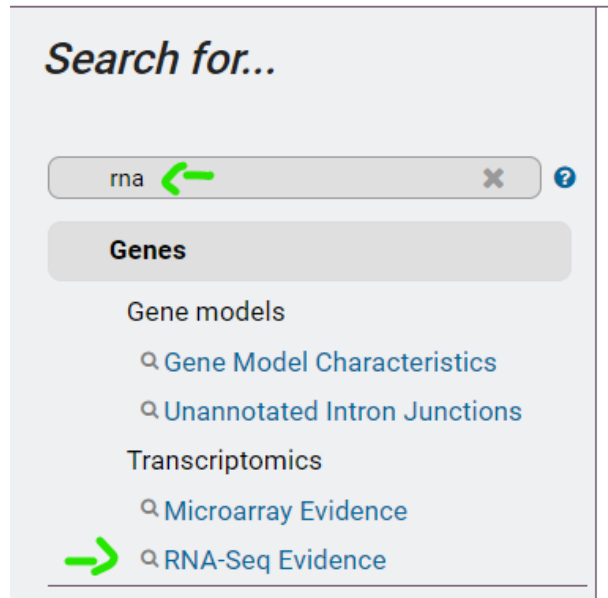 Search for...
rna
Genes
Gene models
Gene Model Characteristics
Unannotated Intron Junctions
Transcriptomics
Microarray Evidence
RNA-Seq Evidence